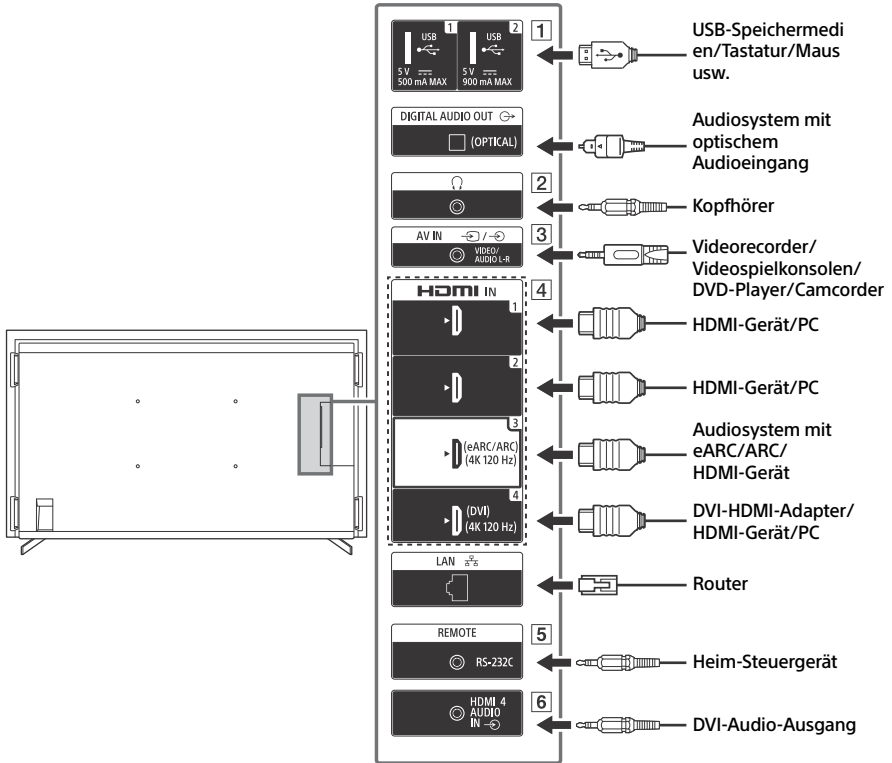 1
USB
5 V
500 mA MAX
2
USB
5 V
900 mA MAX
1
USB-Speichermedi
en/Tastatur/Maus
usw.
DIGITAL AUDIO OUT
(OPTICAL)
Audiosystem mit
optischem
Audioeingang
2
Kopfhörer
AV IN
/
VIDEO/
AUDIO L-R
3
Videorecorder/
Videospielkonsolen/
DVD-Player/Camcorder
HDMI IN
4
1
HDMI-Gerät/PC
2
HDMI-Gerät/PC
3
(eARC/ARC)
(4K 120 Hz)
Audiosystem mit
eARC/ARC/
HDMI-Gerät
4
(DVI)
(4K 120 Hz)
DVI-HDMI-Adapter/
HDMI-Gerät/PC
LAN
Router
REMOTE
RS-232C
5
Heim-Steuergerät
HDMI 4
AUDIO
IN
6
DVI-Audio-Ausgang